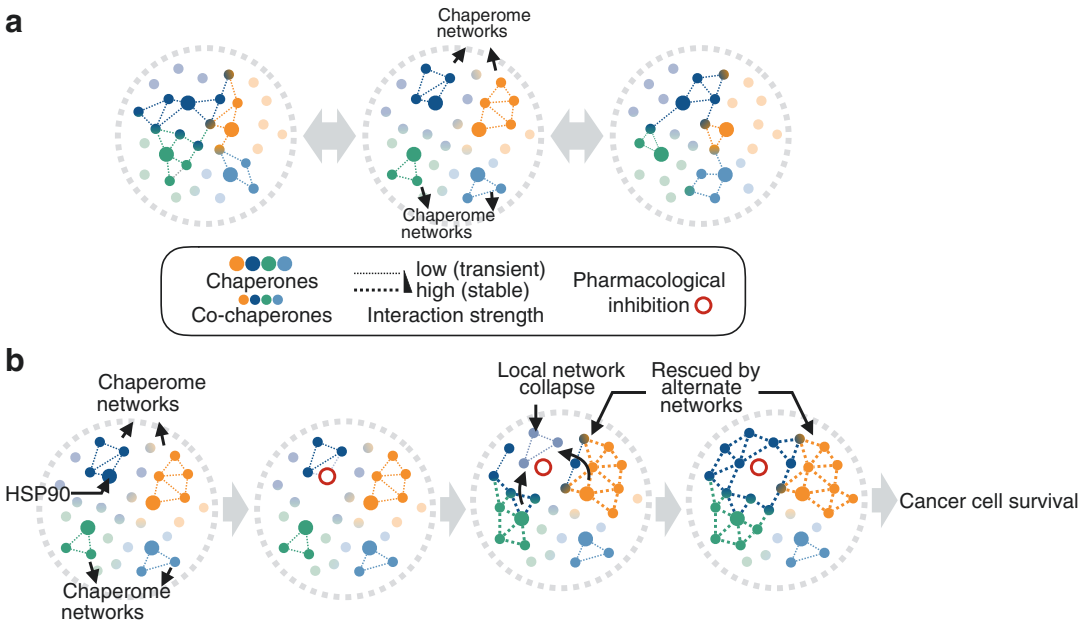 a
Chaperome
networks
Chaperome
networks
Chaperones
Co-chaperones
low (transient)
high (stable)
Interaction strength
Pharmacological
inhibition
b
Chaperome
networks
HSP90
Chaperome
networks
Local network
collapse
Rescued by
alternate
networks
Cancer cell survival